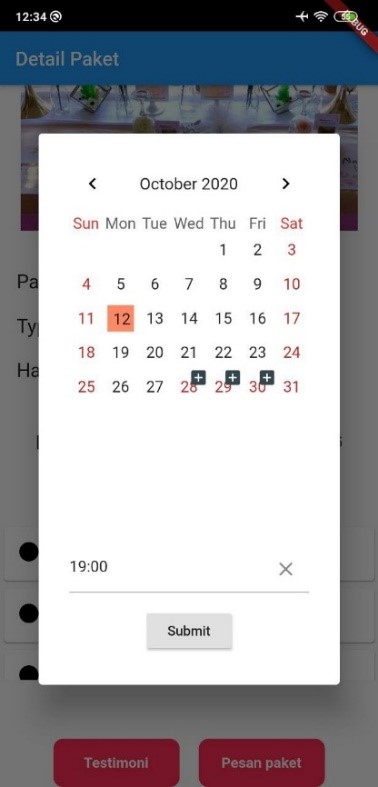 12:34
BUG
Detail Paket
October 2020
Sun Mon Tue Wed Thu Fri Sat
1 2 3
4 5 6 7 8 9 10
11 12 13 14 15 16 17
18 19 20 21 22 23 24
25 26 27 28 29 30 31
Pa
Ty
Ha
19:00
Submit
Testimoni Pesan paket